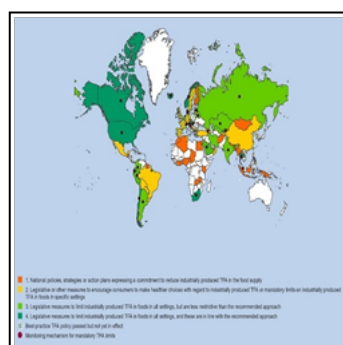 1. National policies, strategies or action plans expressing a commitment to reduce industrially produced TFA in the food supply
2. Legislative or other measures to encourage consumers to make healthier choices with regard to industrially produced TFA or mandatory limits on industrially produced
TFA in foods in specific settings
3. Legislative measures to limit industrially produced TFA in foods in all settings, but are less restrictive than the recommended approach
4. Legislative measures to limit industrially produced TFA in foods in all settings, and these are in line with the recommended approach
Best-practice TFA policy passed but not yet in effect
Monitoring mechanism for mandatory TFA limits